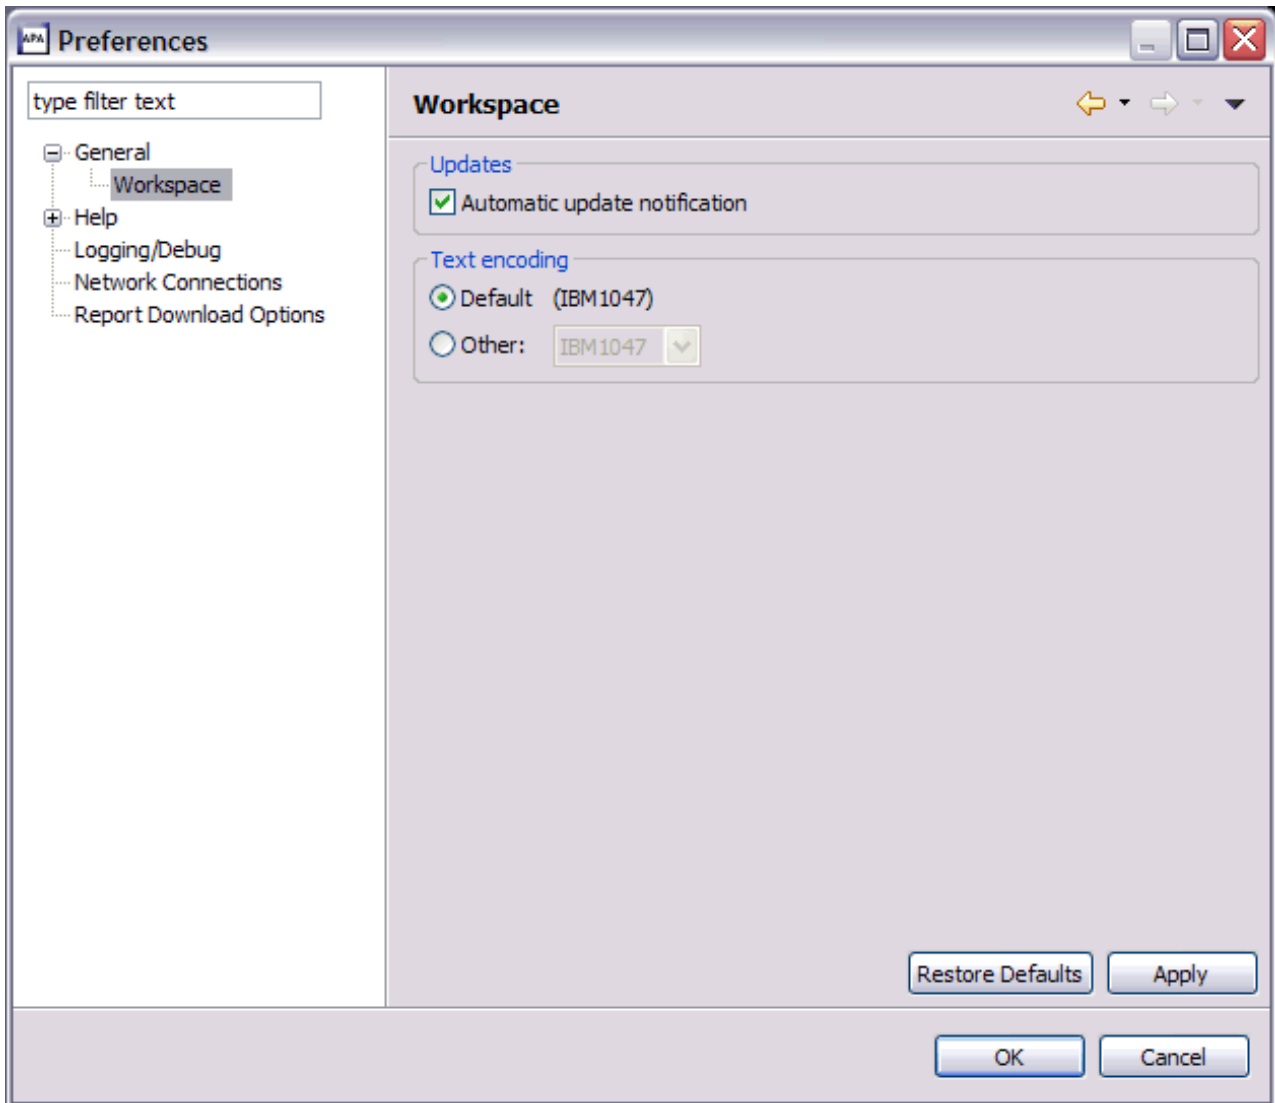 APA Preferences
type filter text
General
Workspace
Help
Logging/Debug
Network Connections
Report Download Options
Workspace
Updates
Automatic update notification
Text encoding
Default (IBM1047)
Other: IBM1047
Restore Defaults Apply
OK Cancel